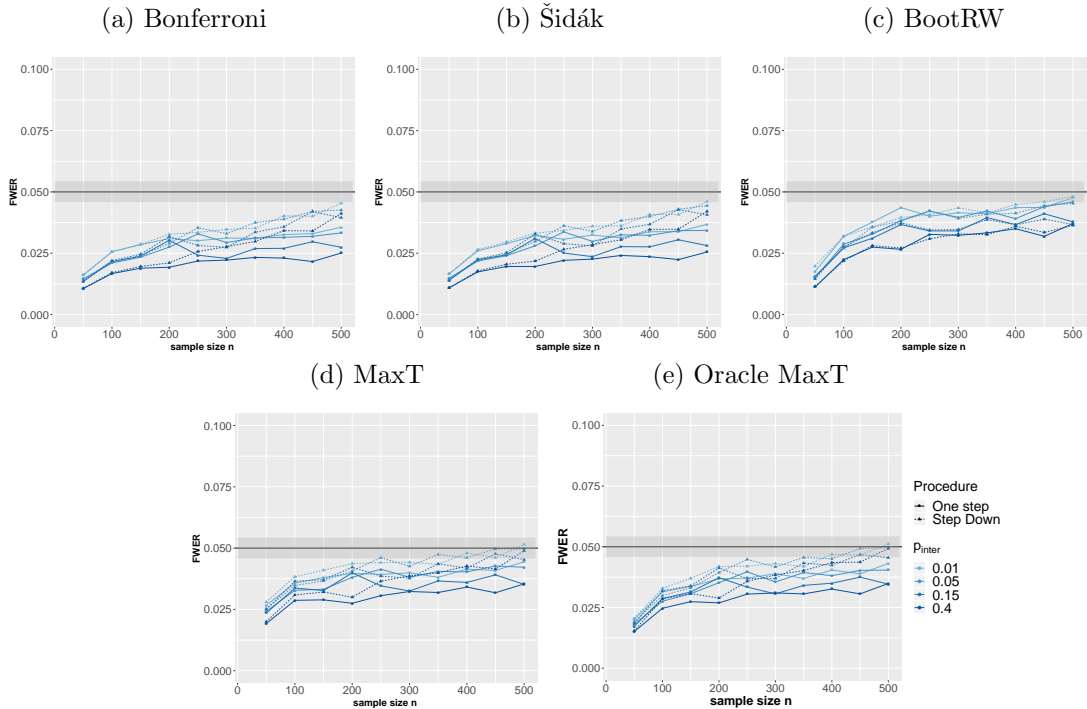 (a) Bonferroni
(b) Šidák
(c) BootRW
0.100
0.075
0.050
0.025
0.000
FWER
0 100 200 300 400 500
sample size n
0.100
0.075
0.050
0.025
0.000
FWER
0 100 200 300 400 500
sample size n
0.100
0.075
0.050
0.025
0.000
FWER
0 100 200 300 400 500
sample size n
(d) MaxT
(e) Oracle MaxT
0.100
0.075
0.050
0.025
0.000
FWER
0 100 200 300 400 500
sample size n
0.100
0.075
0.050
0.025
0.000
FWER
0 100 200 300 400 500
sample size n
Procedure
One step
Step Down
p_inter
0.01
0.05
0.15
0.4